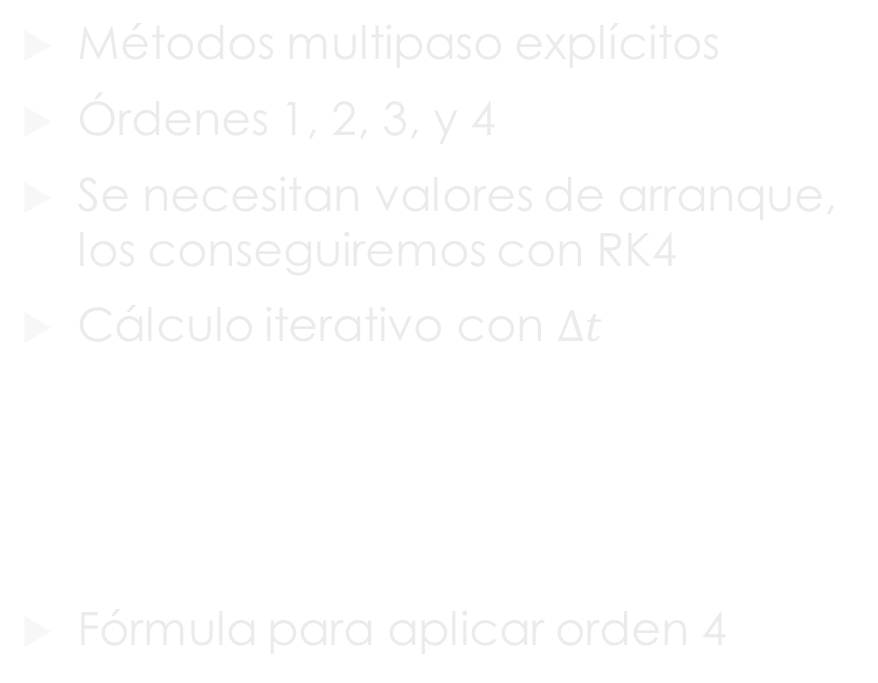 Métodos multipaso explícitos
Órdenes 1, 2, 3, y 4
Se necesitan valores de arranque,
los conseguiremos con RK4
Cálculo iterativo con Δt
Fórmula para aplicar orden 4